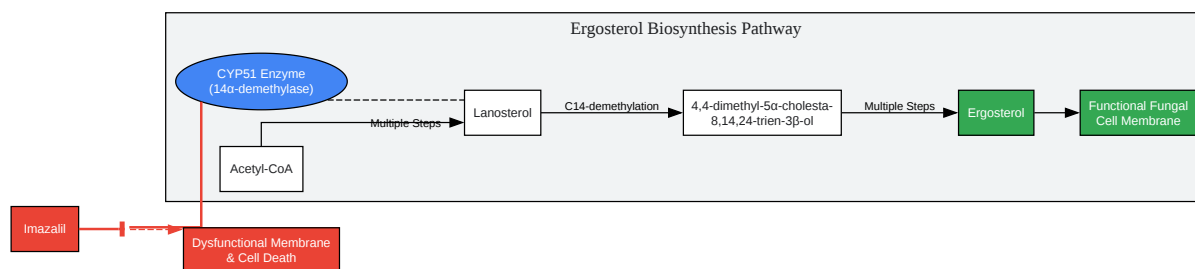 Ergosterol Biosynthesis Pathway
CYP51 Enzyme
(14α-demethylase)
Multiple Steps
Acetyl-CoA
Lanosterol
C14-demethylation
4,4-dimethyl-5α-cholesta-
8,14,24-trien-3β-ol
Multiple Steps
Ergosterol
Functional Fungal
Cell Membrane
Imazalil
Dysfunctional Membrane
& Cell Death